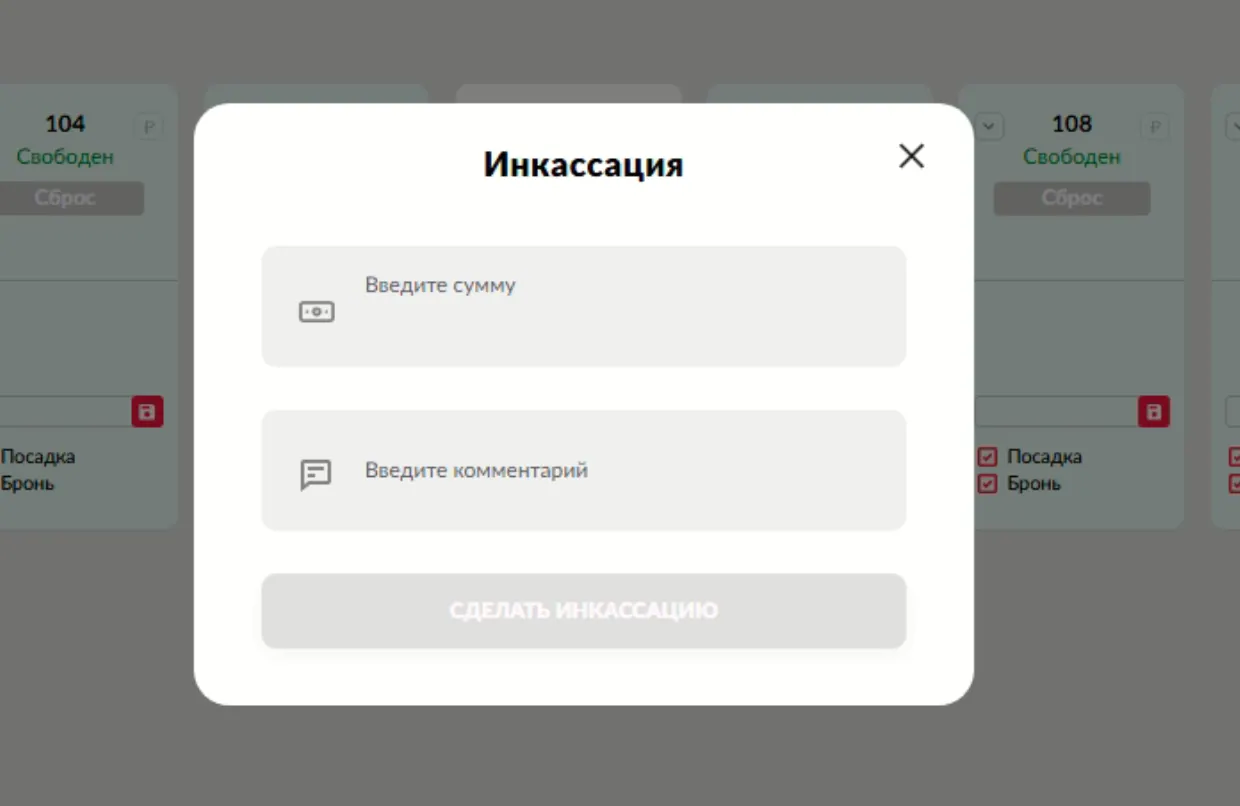 104
₽
Свободен
Сброс
Посадка
Бронь
Инкассация
Введите сумму
Введите комментарий
СДЕЛАТЬ ИНКАССАЦИЮ
108
₽
Свободен
Сброс
Посадка
Бронь